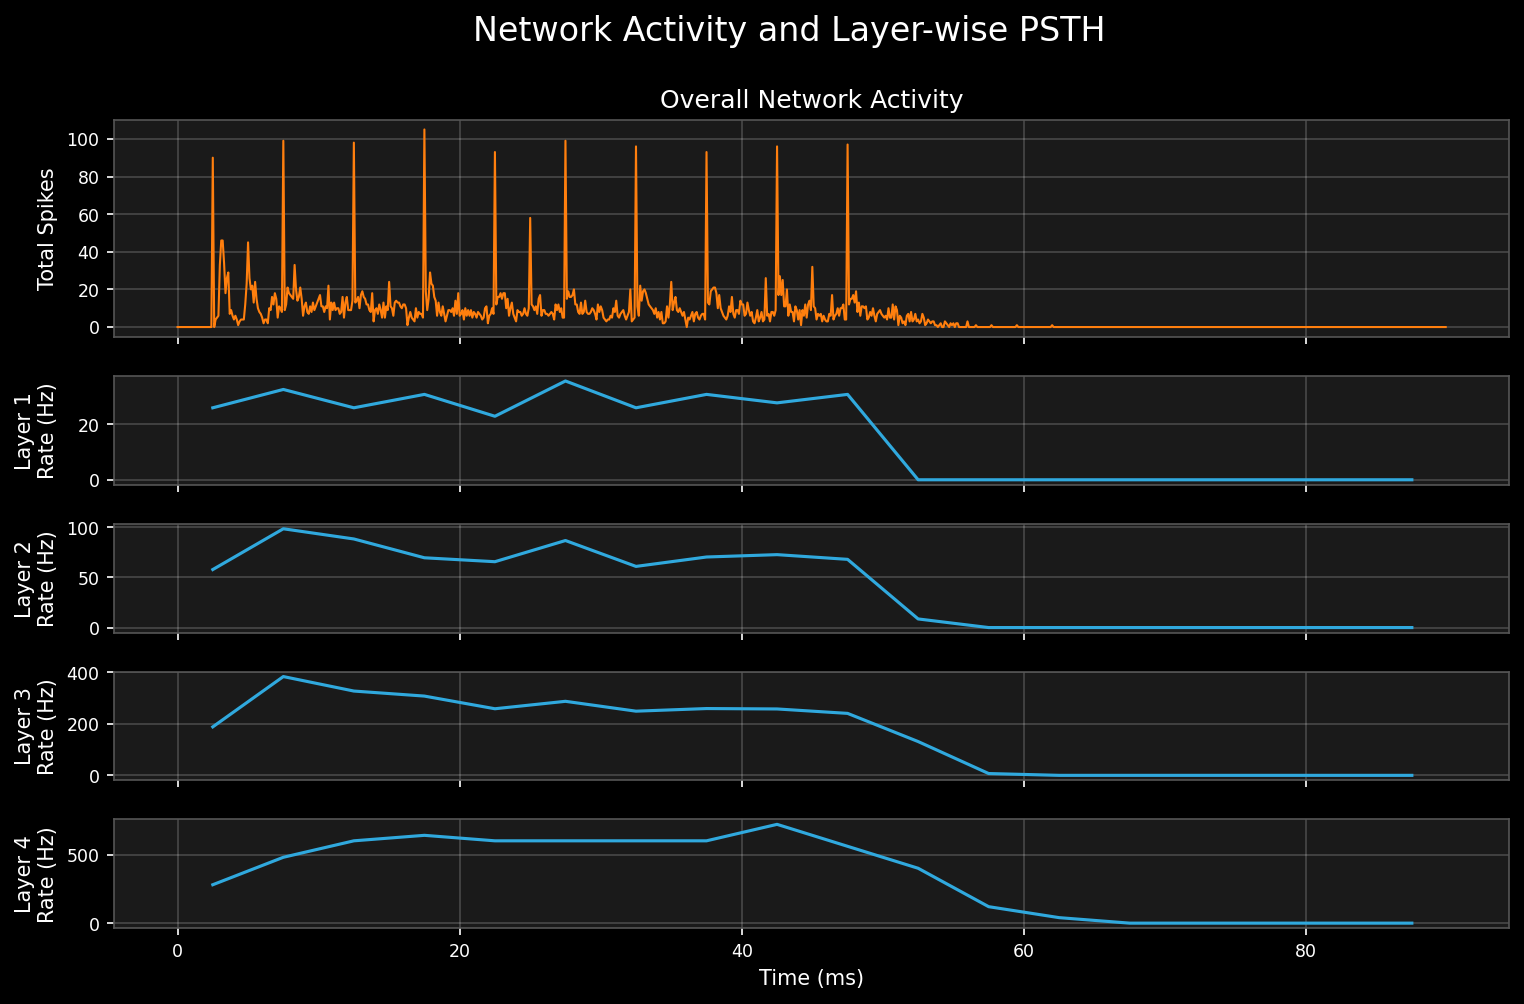 Network Activity and Layer-wise PSTH
Overall Network Activity
Total Spikes
100
80
60
40
20
0
Layer 1
Rate (Hz)
20
0
Layer 2
Rate (Hz)
100
50
0
Layer 3
Rate (Hz)
400
200
0
Layer 4
Rate (Hz)
500
0
0 20 40 60 80
Time (ms)